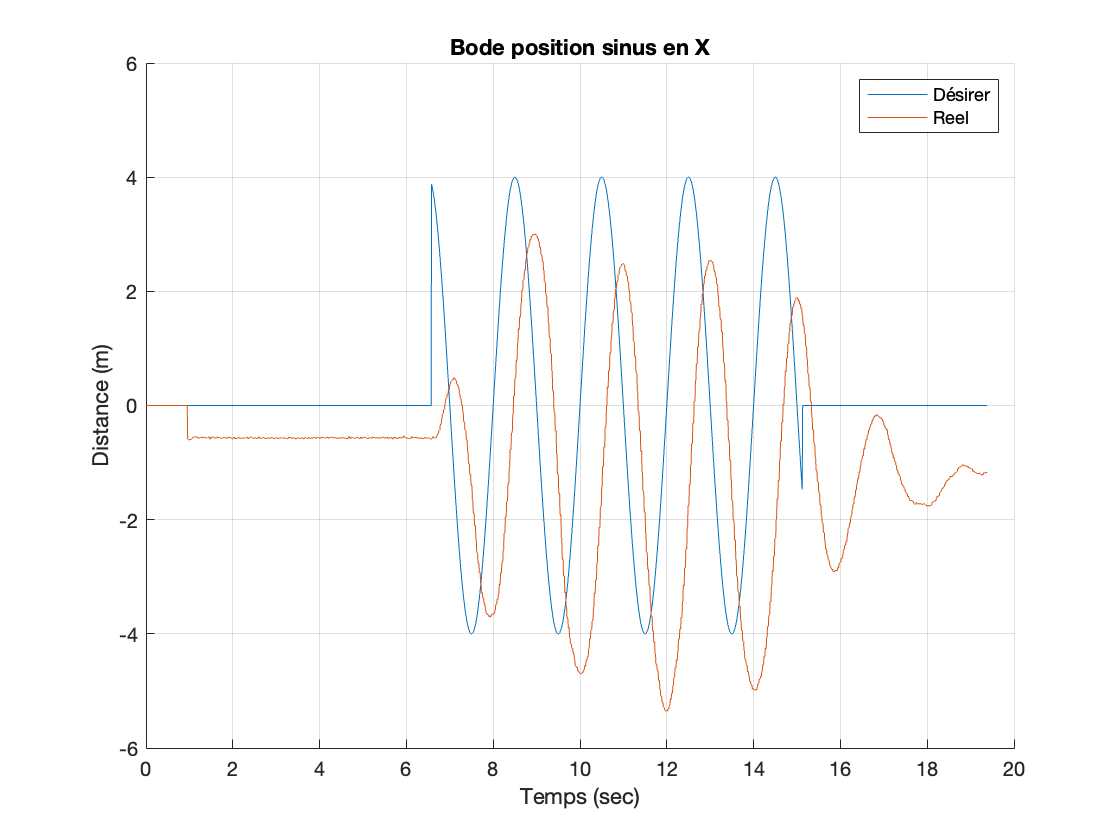 Bode position sinus en X
6
4
2
0
-2
-4
-6
Distance (m)
Désirer
Reel
0 2 4 6 8 10 12 14 16 18 20
Temps (sec)